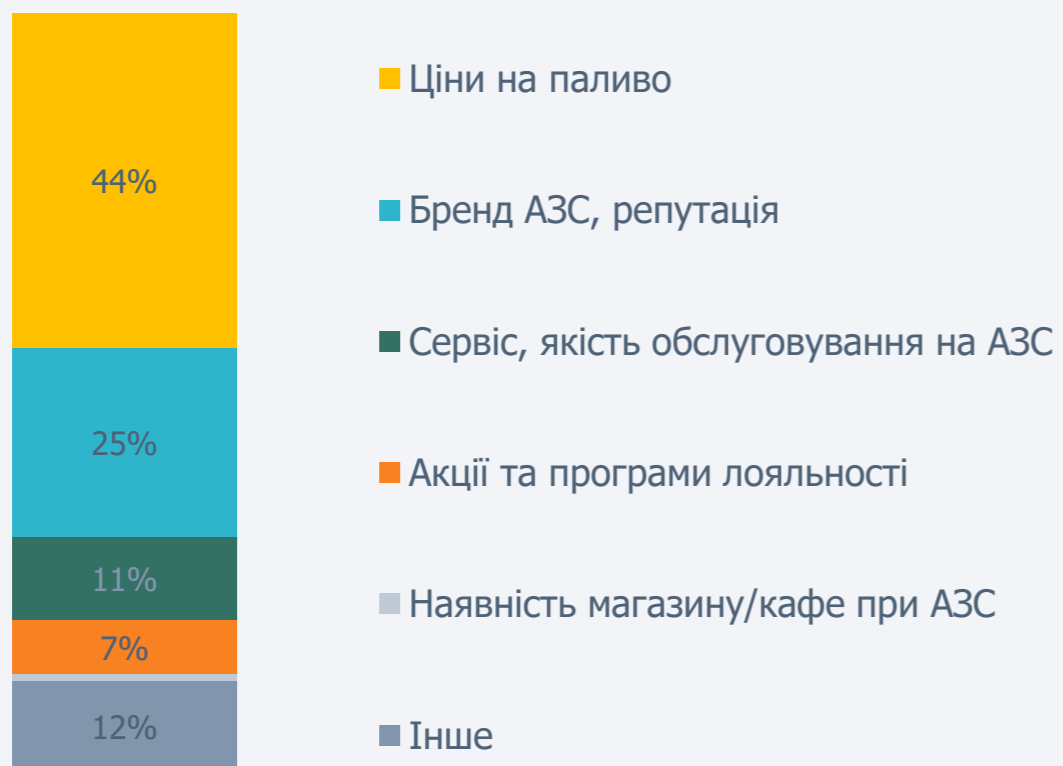 44%
25%
11%
7%
12%
Ціни на паливо
Бренд АЗС, репутація
Сервіс, якість обслуговування на АЗС
Акції та програми лояльності
Наявність магазину/кафе при АЗС
Інше